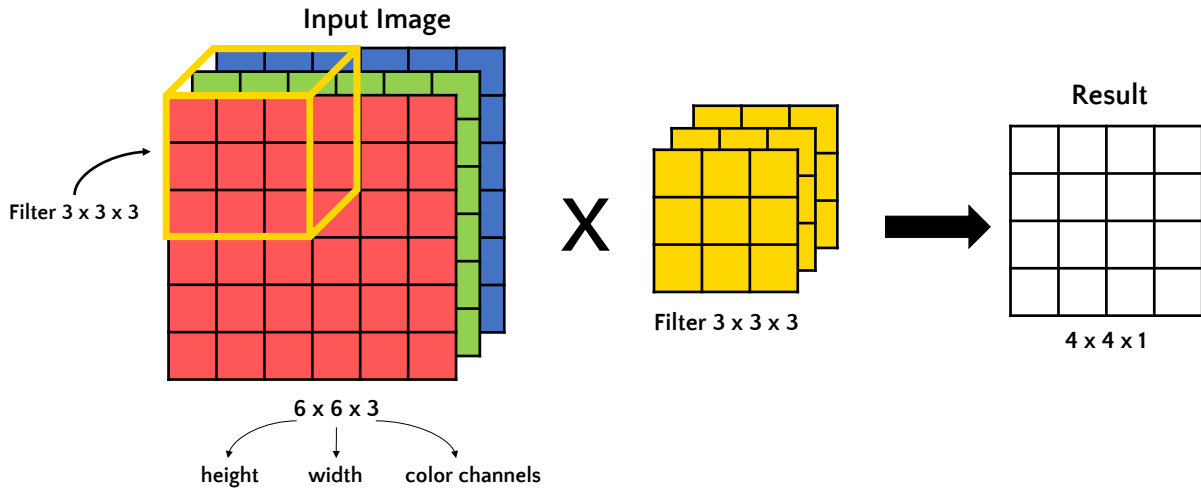 Input Image
Filter 3 x 3 x 3
6 x 6 x 3
height width color channels
X
Filter 3 x 3 x 3
Result
4 x 4 x 1